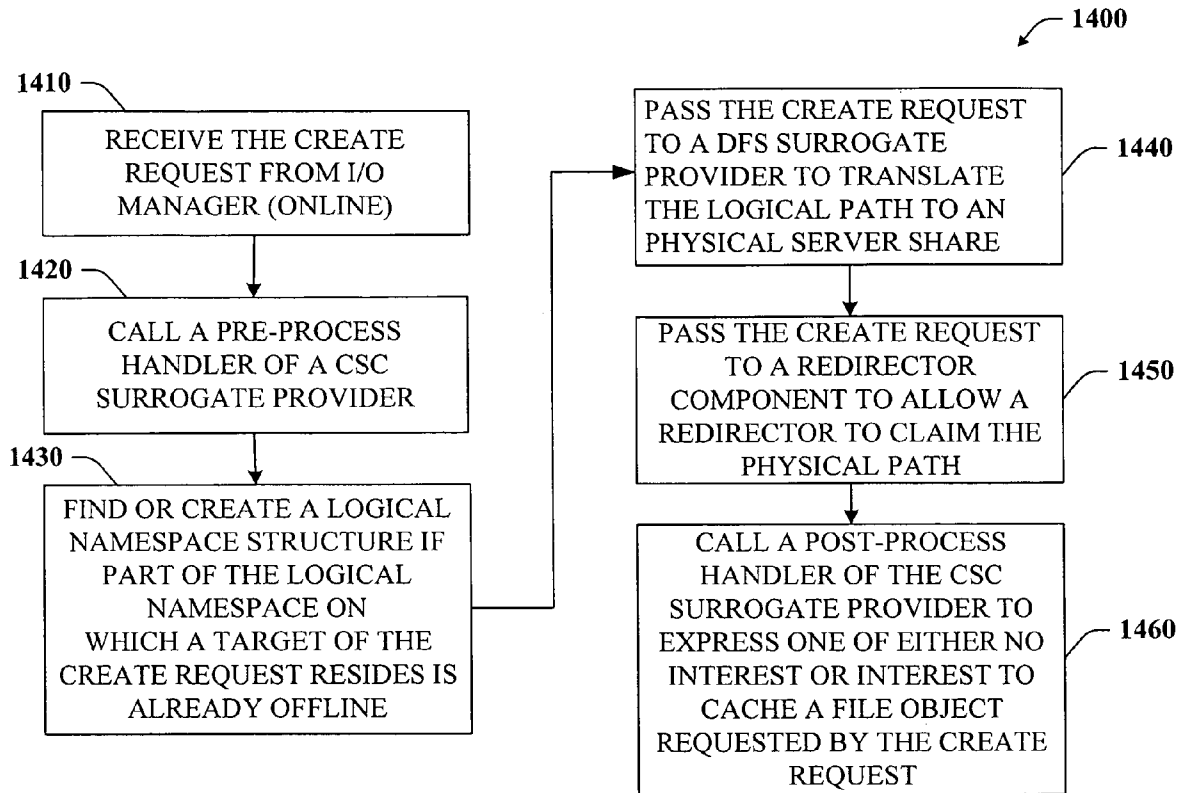 1400
1410
RECEIVE THE CREATE
REQUEST FROM I/O
MANAGER (ONLINE)
1420
CALL A PRE-PROCESS
HANDLER OF A CSC
SURROGATE PROVIDER
1430
FIND OR CREATE A LOGICAL
NAMESPACE STRUCTURE IF
PART OF THE LOGICAL
NAMESPACE ON
WHICH A TARGET OF THE
CREATE REQUEST RESIDES IS
ALREADY OFFLINE
PASS THE CREATE REQUEST
TO A DFS SURROGATE
PROVIDER TO TRANSLATE
THE LOGICAL PATH TO AN
PHYSICAL SERVER SHARE
1440
PASS THE CREATE REQUEST
TO A REDIRECTOR
COMPONENT TO ALLOW A
REDIRECTOR TO CLAIM THE
PHYSICAL PATH
1450
CALL A POST-PROCESS
HANDLER OF THE CSC
SURROGATE PROVIDER TO
EXPRESS ONE OF EITHER NO
INTEREST OR INTEREST TO
CACHE A FILE OBJECT
REQUESTED BY THE CREATE
REQUEST
1460